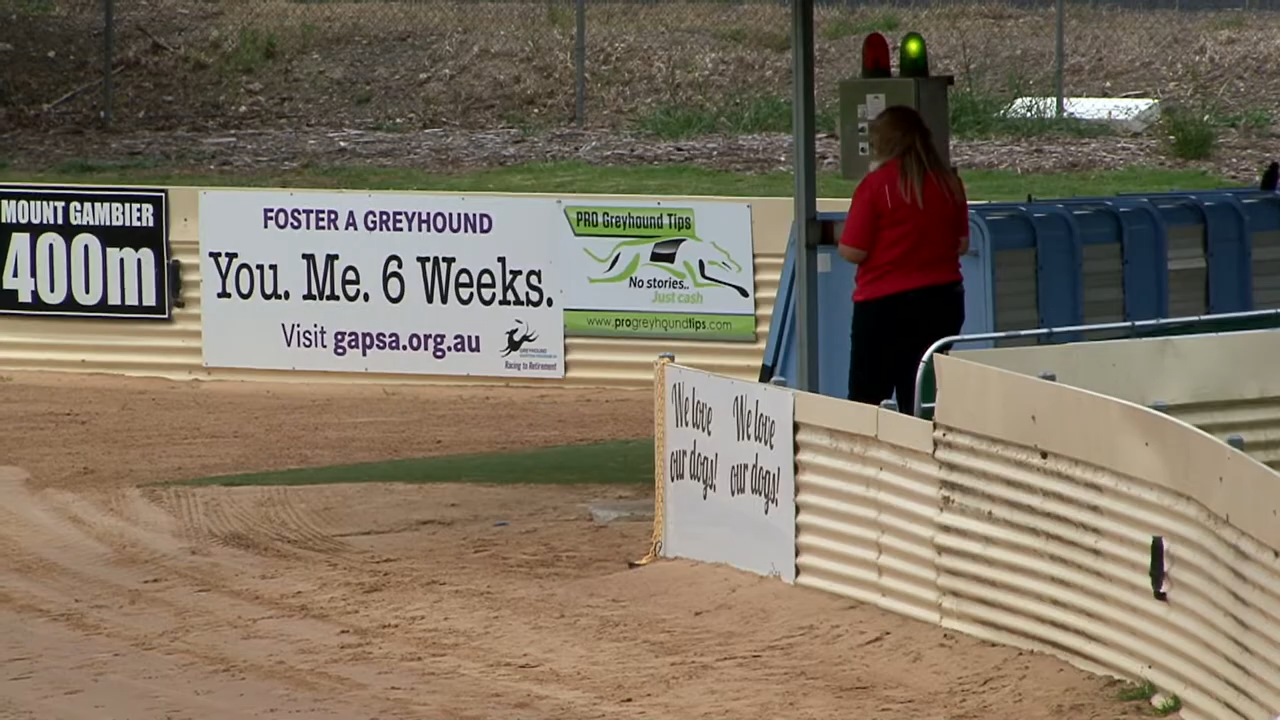 MOUNT GAMBIER
400m
FOSTER A GREYHOUND
You. Me. 6 Weeks.
Visit gapsa.org.au
GREYHOUND
Racing to Retirement
PRO Greyhound Tips
No stories..
Just cash
www.progreyhoundtips.com
We love
our dogs!
We love
our dogs!